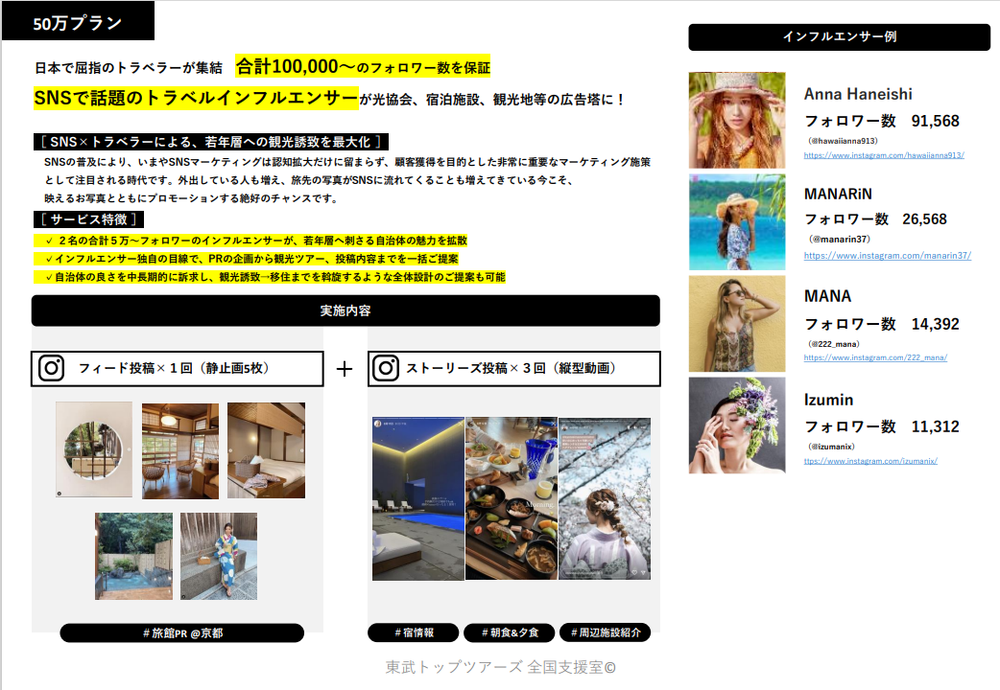 50万プラン
日本で屈指のトラベラーが集結　合計100,000～のフォロワー数を保証
SNSで話題のトラベルインフルエンサーが光協会、宿泊施設、観光地等の広告塔に！
[ SNS×トラベラーによる、若年層への観光誘致を最大化 ]
SNSの普及により、いまやSNSマーケティングは認知拡大だけに留まらず、顧客獲得を目的とした非常に重要なマーケティング施策
として注目される時代です。外出している人も増え、旅先の写真がSNSに流れてくることも増えてきている今こそ、
映えるお写真とともにプロモーションする絶好のチャンスです。
[ サービス特徴 ]
✓ ２名の合計５万～フォロワーのインフルエンサーが、若年層へ刺さる自治体の魅力を拡散
✓インフルエンサー独自の目線で、PRの企画から観光ツアー、投稿内容までを一括ご提案
✓自治体の良さを中長期的に訴求し、観光誘致→移住までを斡旋するような全体設計のご提案も可能
実施内容
フィード投稿×１回（静止画5枚）
＋
ストーリーズ投稿×３回（縦型動画）
Morning.
#旅館PR @京都
#宿情報
#朝食&夕食
#周辺施設紹介
インフルエンサー例
Anna Haneishi
フォロワー数　91,568
（@hawaiianna913）
https://www.instagram.com/hawaiianna913/
MANARiN
フォロワー数　26,568
（@manarin37）
https://www.instagram.com/manarin37/
MANA
フォロワー数　14,392
（@222_mana）
https://www.instagram.com/222_mana/
Izumin
フォロワー数　11,312
（@izumanix）
ttps://www.instagram.com/izumanix/
東武トップツアーズ 全国支援室©